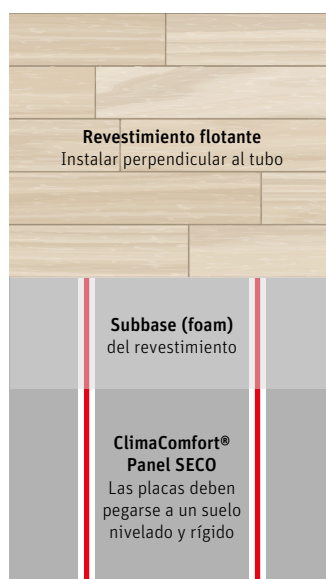 Revestimiento flotante
Instalar perpendicular al tubo
Subbase (foam)
del revestimiento
ClimaComfort®
Panel SECO
Las placas deben
pegarse a un suelo
nivelado y rígido